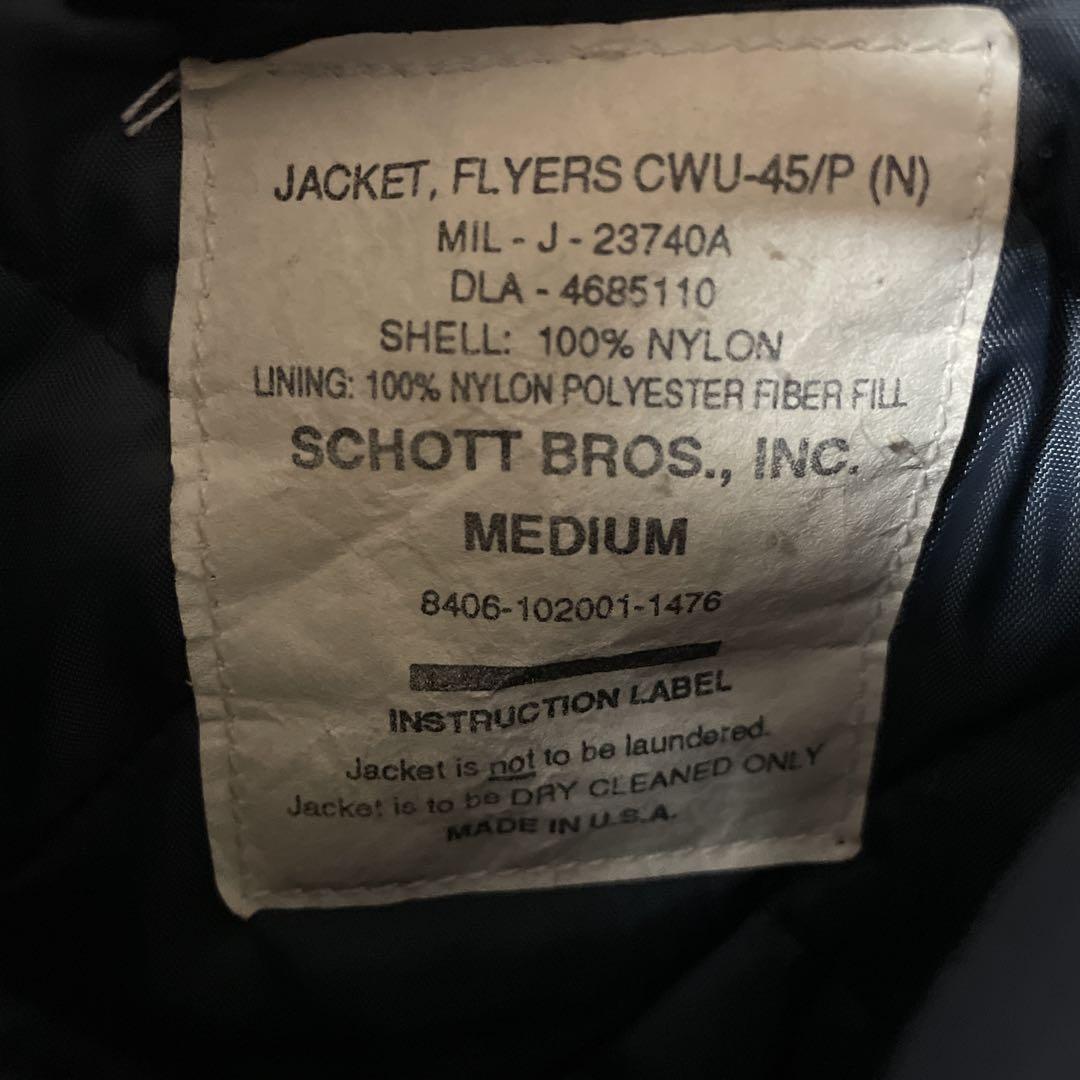 JACKET, FLYERS CWU-45/P (N)
MIL - J - 23740A
DLA - 4685110
SHELL: 100% NYLON
LINING: 100% NYLON POLYESTER FIBER FILL
SCHOTT BROS., INC.
MEDIUM
8406-102001-1476
INSTRUCTION LABEL
Jacket is not to be laundered.
Jacket is to be DRY CLEANED ONLY
MADE IN U.S.A.